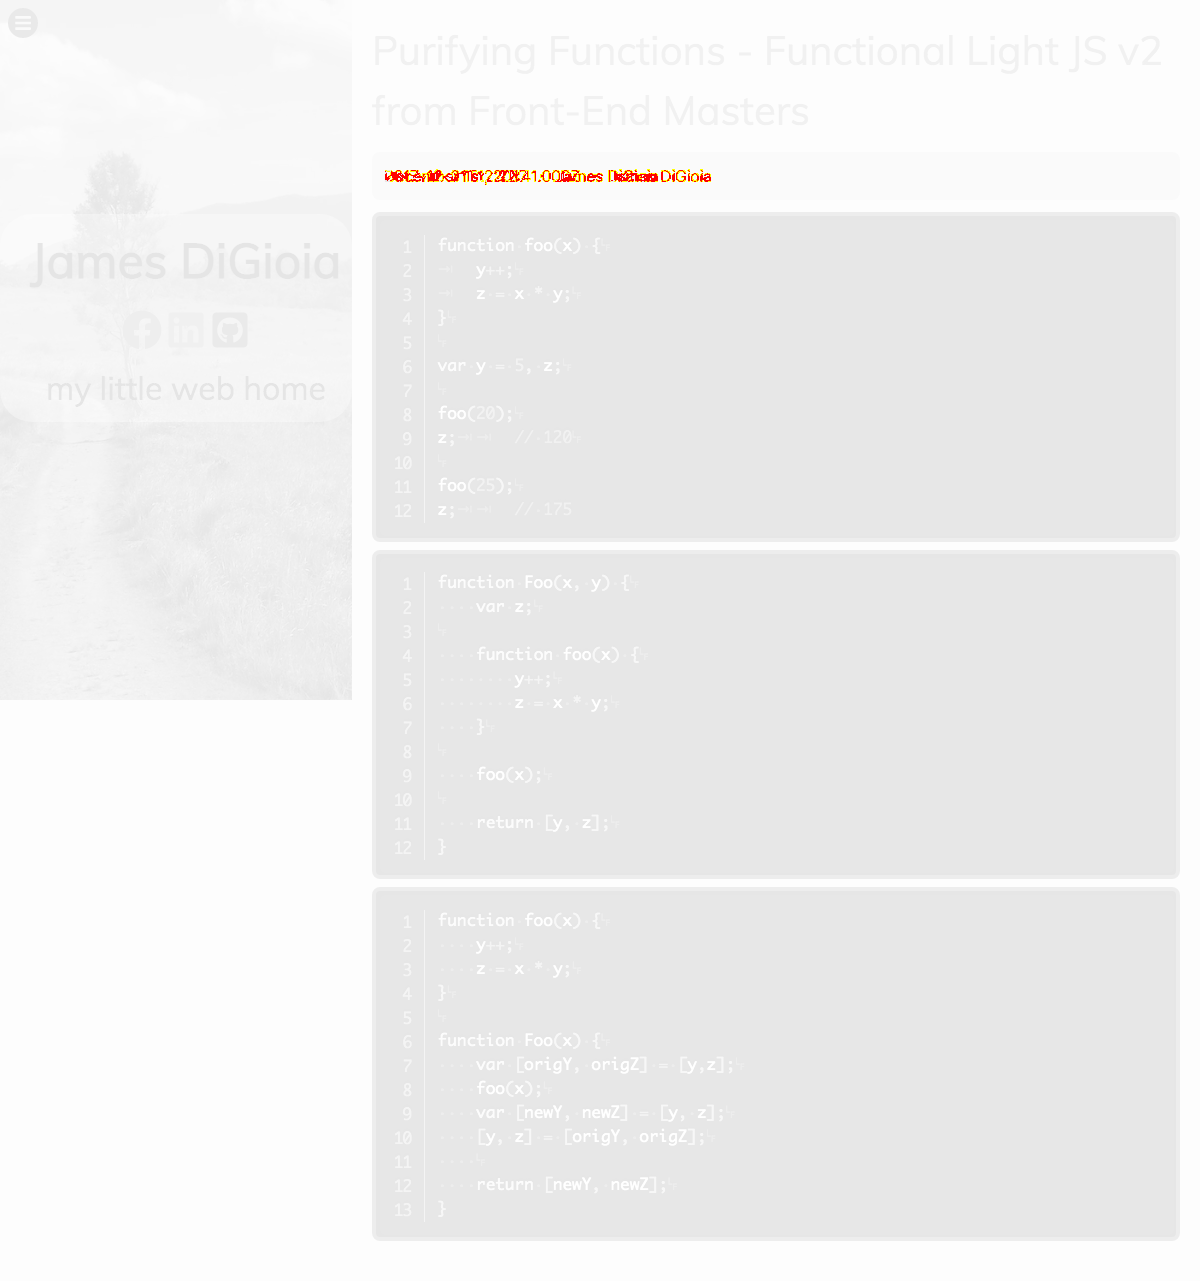 Purifying Functions - Functional Light JS v2
from Front-End Masters
James DiGioia
my little web home
DiGioia
1 function foo(x) {
2 y++;
3 z = x * y;
4 }
5
6 var y = 5, z;
7
8 foo(20);
9 z; // 120
10
11 foo(25);
12 z; // 175
1 function Foo(x, y) {
2 var z;
3
4 function foo(x) {
5 y++;
6 z = x * y;
7 }
8
9 foo(x);
10
11 return [y, z];
12 }
1 function foo(x) {
2 y++;
3 z = x * y;
4 }
5
6 function Foo(x) {
7 var [origY, origZ] = [y,z];
8 foo(x);
9 var [newY, newZ] = [y, z];
10 [y, z] = [origY, origZ];
11
12 return [newY, newZ];
13 }